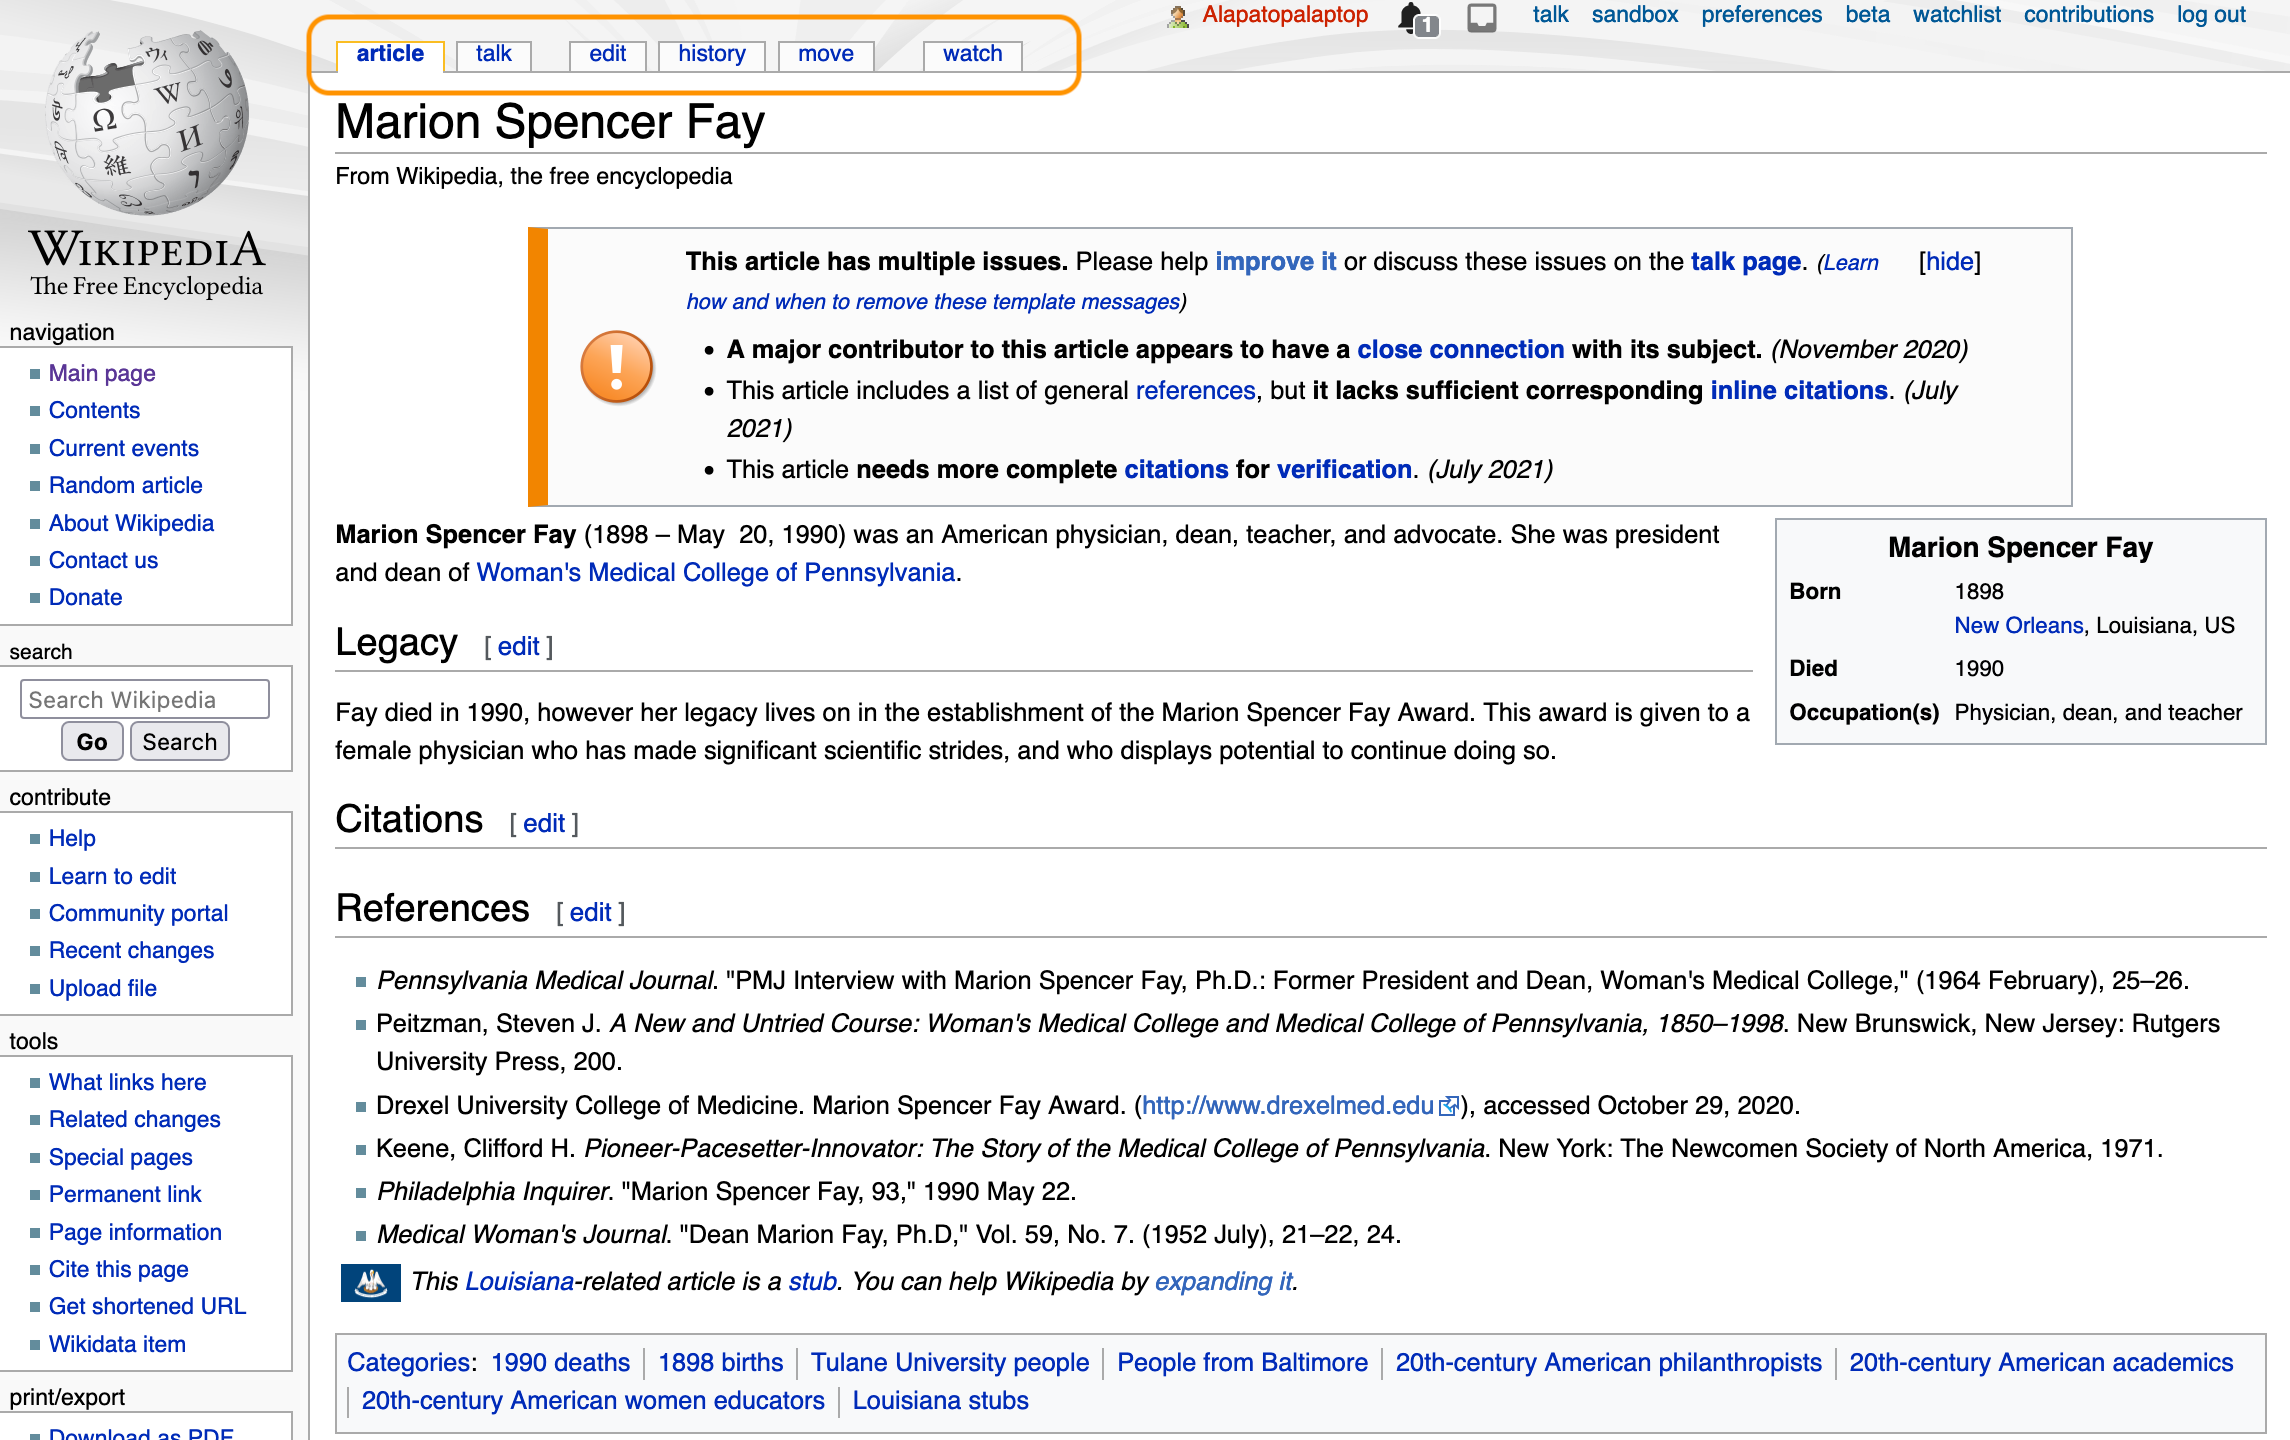 Alapatopalaptop 1 talk sandbox preferences beta watchlist contributions log out
article talk edit history move watch
WIKIPEDIA
The Free Encyclopedia
navigation
Main page
Contents
Current events
Random article
About Wikipedia
Contact us
Donate
search
Search Wikipedia
Go Search
contribute
Help
Learn to edit
Community portal
Recent changes
Upload file
tools
What links here
Related changes
Special pages
Permanent link
Page information
Cite this page
Get shortened URL
Wikidata item
print/export
Download as PDF
Marion Spencer Fay
From Wikipedia, the free encyclopedia
This article has multiple issues. Please help improve it or discuss these issues on the talk page. (Learn [hide]
how and when to remove these template messages)
• A major contributor to this article appears to have a close connection with its subject. (November 2020)
• This article includes a list of general references, but it lacks sufficient corresponding inline citations. (July
2021)
• This article needs more complete citations for verification. (July 2021)
Marion Spencer Fay (1898 – May 20, 1990) was an American physician, dean, teacher, and advocate. She was president
and dean of Woman's Medical College of Pennsylvania.
Marion Spencer Fay
Born 1898
New Orleans, Louisiana, US
Died 1990
Occupation(s) Physician, dean, and teacher
Legacy [ edit ]
Fay died in 1990, however her legacy lives on in the establishment of the Marion Spencer Fay Award. This award is given to a
female physician who has made significant scientific strides, and who displays potential to continue doing so.
Citations [ edit ]
References [ edit ]
Pennsylvania Medical Journal. "PMJ Interview with Marion Spencer Fay, Ph.D.: Former President and Dean, Woman's Medical College," (1964 February), 25–26.
Peitzman, Steven J. A New and Untried Course: Woman's Medical College and Medical College of Pennsylvania, 1850–1998. New Brunswick, New Jersey: Rutgers
University Press, 200.
Drexel University College of Medicine. Marion Spencer Fay Award. (http://www.drexelmed.edu), accessed October 29, 2020.
Keene, Clifford H. Pioneer-Pacesetter-Innovator: The Story of the Medical College of Pennsylvania. New York: The Newcomen Society of North America, 1971.
Philadelphia Inquirer. "Marion Spencer Fay, 93," 1990 May 22.
Medical Woman's Journal. "Dean Marion Fay, Ph.D," Vol. 59, No. 7. (1952 July), 21–22, 24.
This Louisiana-related article is a stub. You can help Wikipedia by expanding it.
Categories: 1990 deaths | 1898 births | Tulane University people | People from Baltimore | 20th-century American philanthropists | 20th-century American academics
| 20th-century American women educators | Louisiana stubs